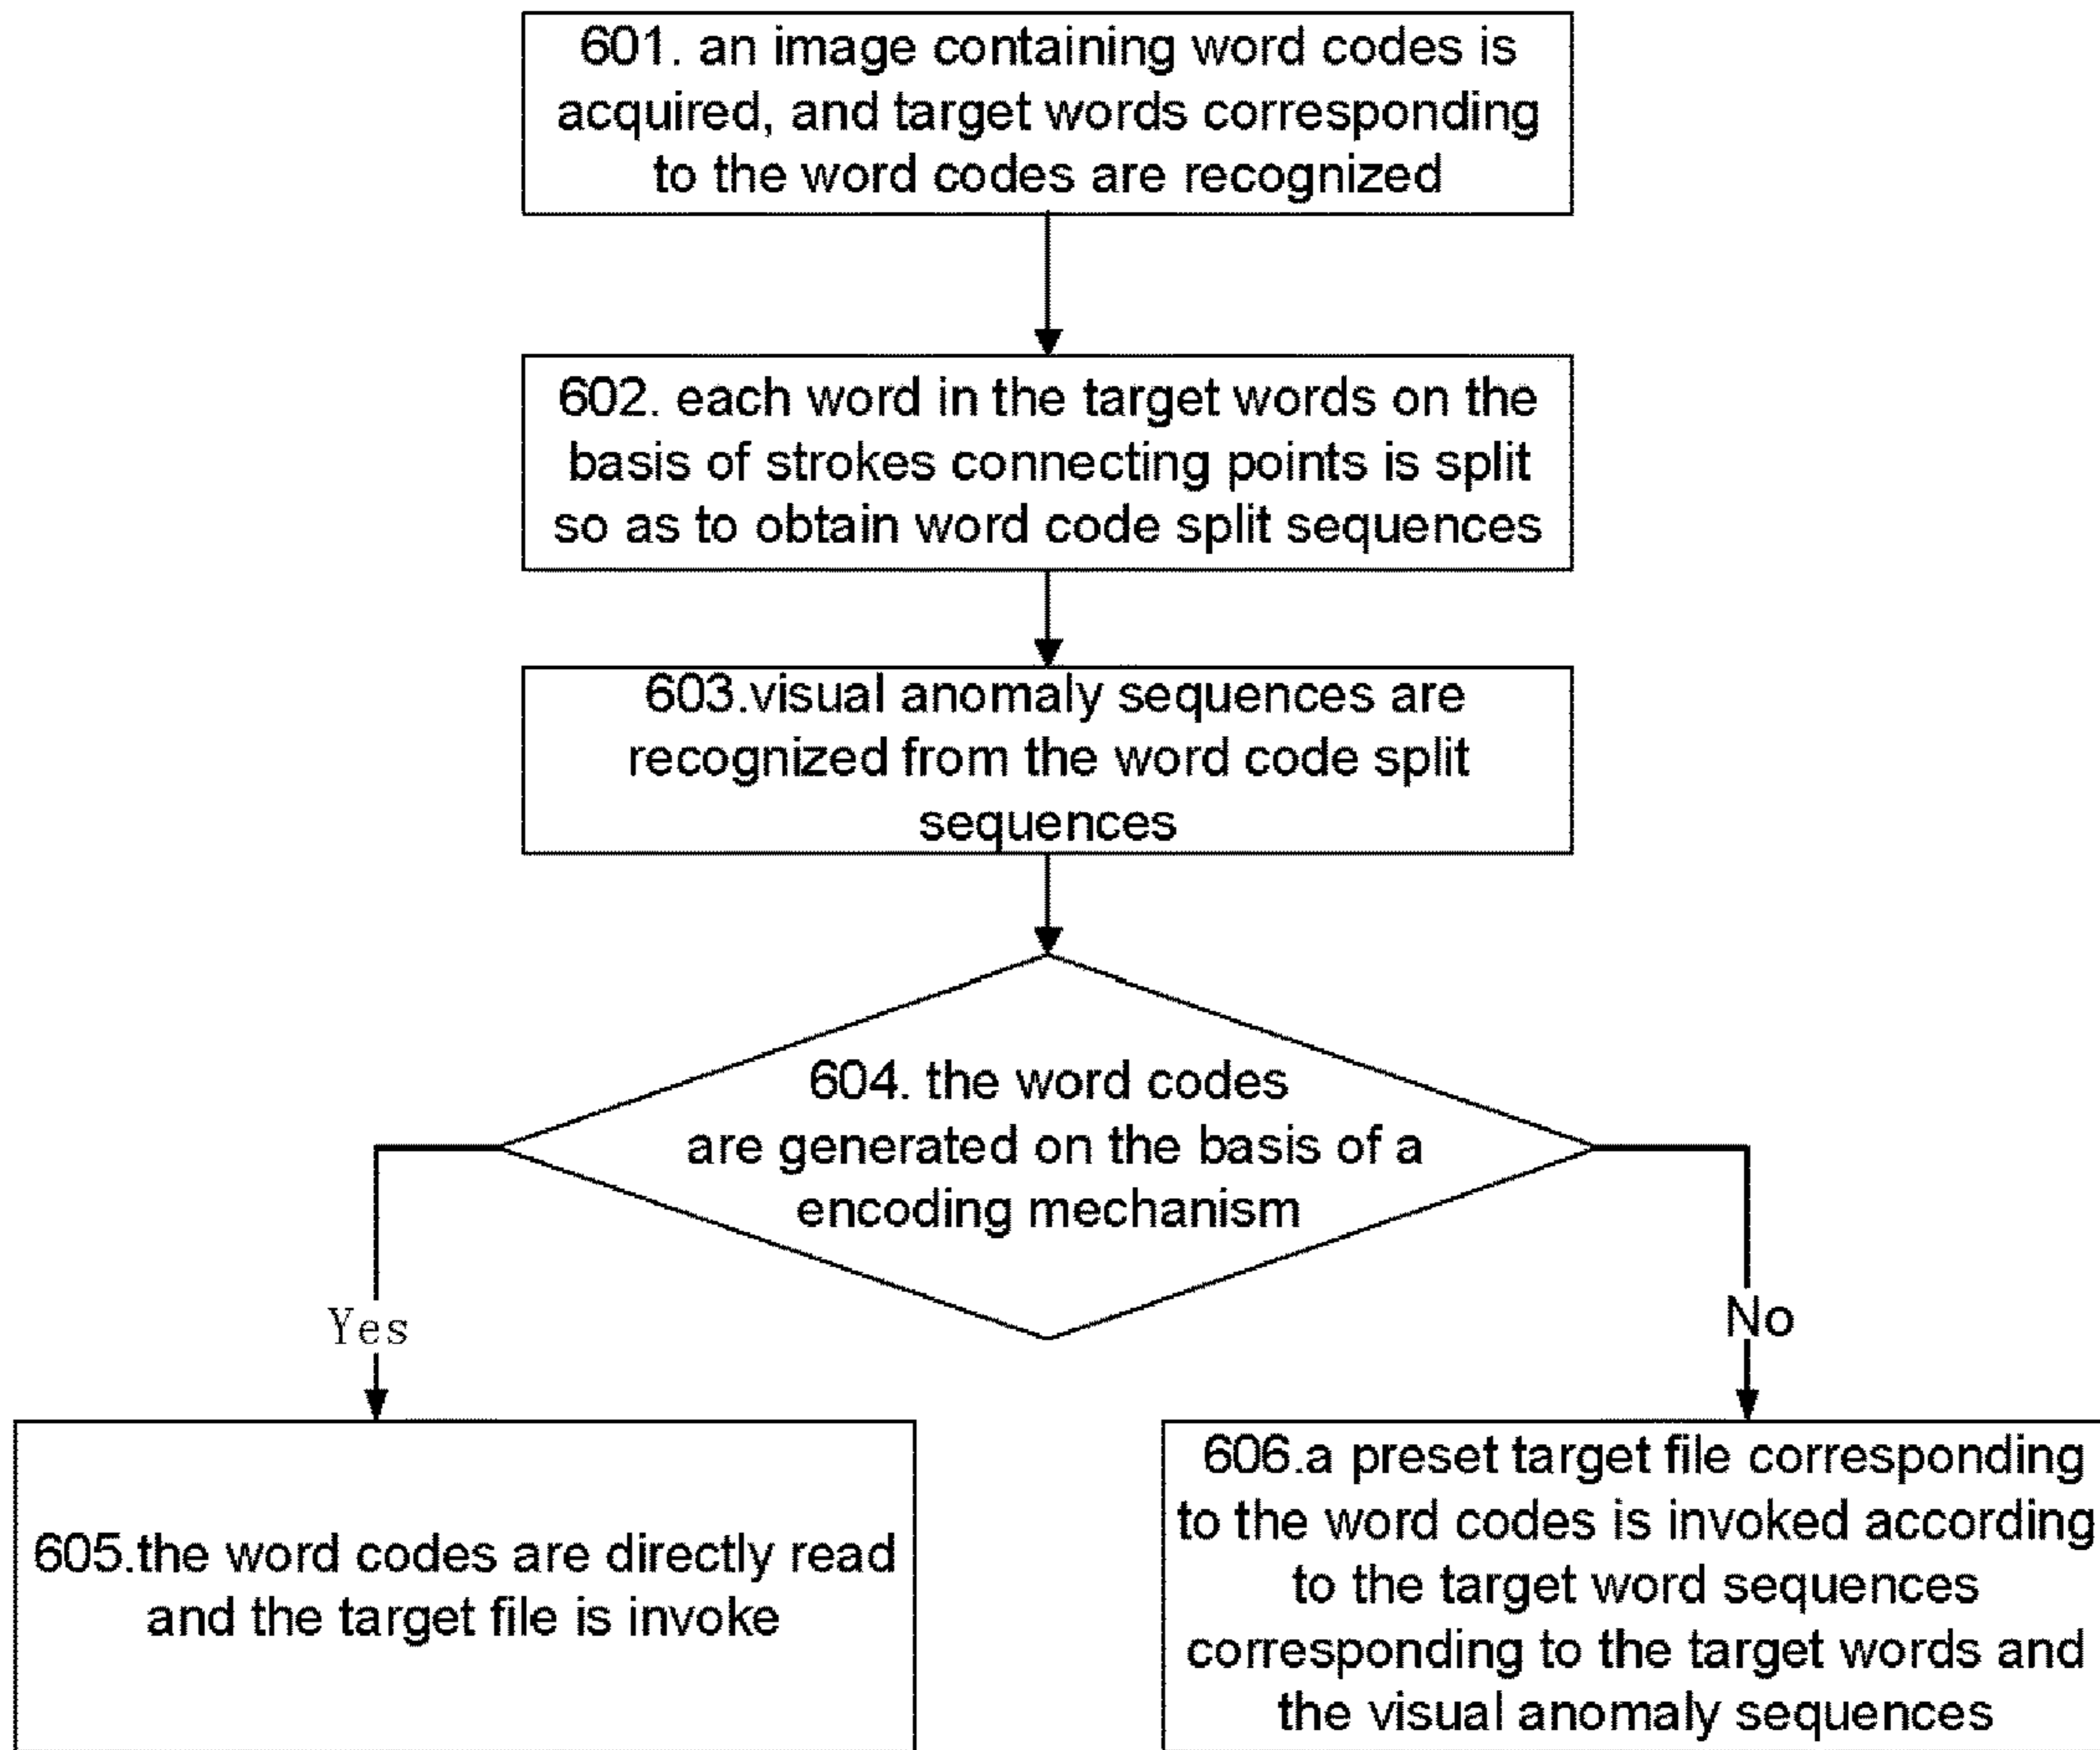 601. an image containing word codes is
acquired, and target words corresponding
to the word codes are recognized
602. each word in the target words on the
basis of strokes connecting points is split
so as to obtain word code split sequences
603.visual anomaly sequences are
recognized from the word code split
sequences
604. the word codes
are generated on the basis of a
encoding mechanism
Yes
No
605.the word codes are directly read
and the target file is invoke
606.a preset target file corresponding
to the word codes is invoked according
to the target word sequences
corresponding to the target words and
the visual anomaly sequences